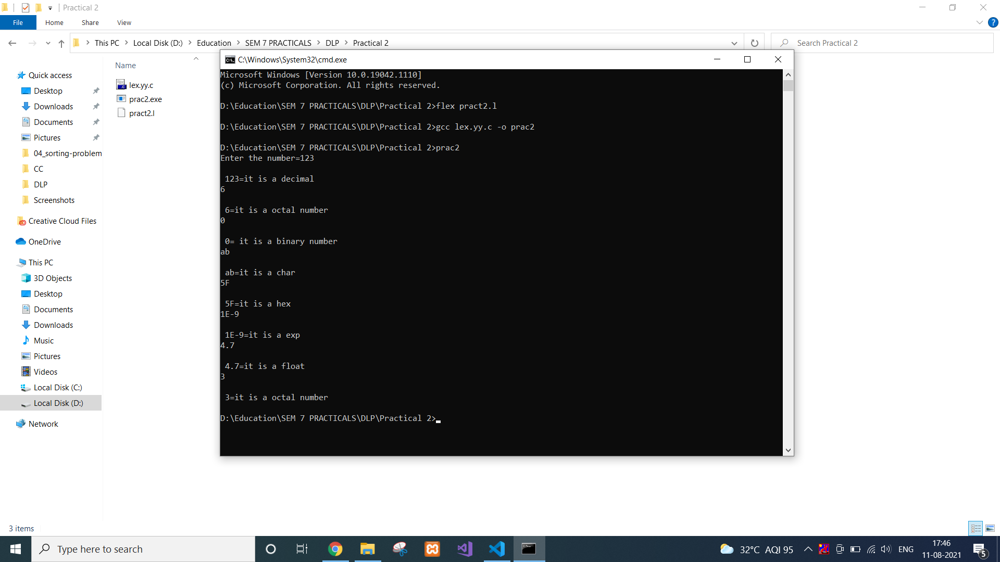 Practical 2
File Home Share View
This PC Local Disk (D:) Education SEM 7 PRACTICALS DLP Practical 2
Search Practical 2
Name
lex.yy.c
prac2.exe
pract2.l
Quick access
Desktop
Downloads
Documents
Pictures
04_sorting-problem
CC
DLP
Screenshots
Creative Cloud Files
OneDrive
This PC
3D Objects
Desktop
Documents
Downloads
Music
Pictures
Videos
Local Disk (C:)
Local Disk (D:)
Network
3 items
C:\Windows\System32\cmd.exe
Microsoft Windows [Version 10.0.19042.1110]
(c) Microsoft Corporation. All rights reserved.
D:\Education\SEM 7 PRACTICALS\DLP\Practical 2>flex pract2.l
D:\Education\SEM 7 PRACTICALS\DLP\Practical 2>gcc lex.yy.c -o prac2
D:\Education\SEM 7 PRACTICALS\DLP\Practical 2>prac2
Enter the number=123
123=it is a decimal
6
6=it is a octal number
0
0= it is a binary number
ab
ab=it is a char
5F
5F=it is a hex
1E-9
1E-9=it is a exp
4.7
4.7=it is a float
3
3=it is a octal number
D:\Education\SEM 7 PRACTICALS\DLP\Practical 2>
Type here to search
32°C AQI 95
ENG
17:46
11-08-2021
5